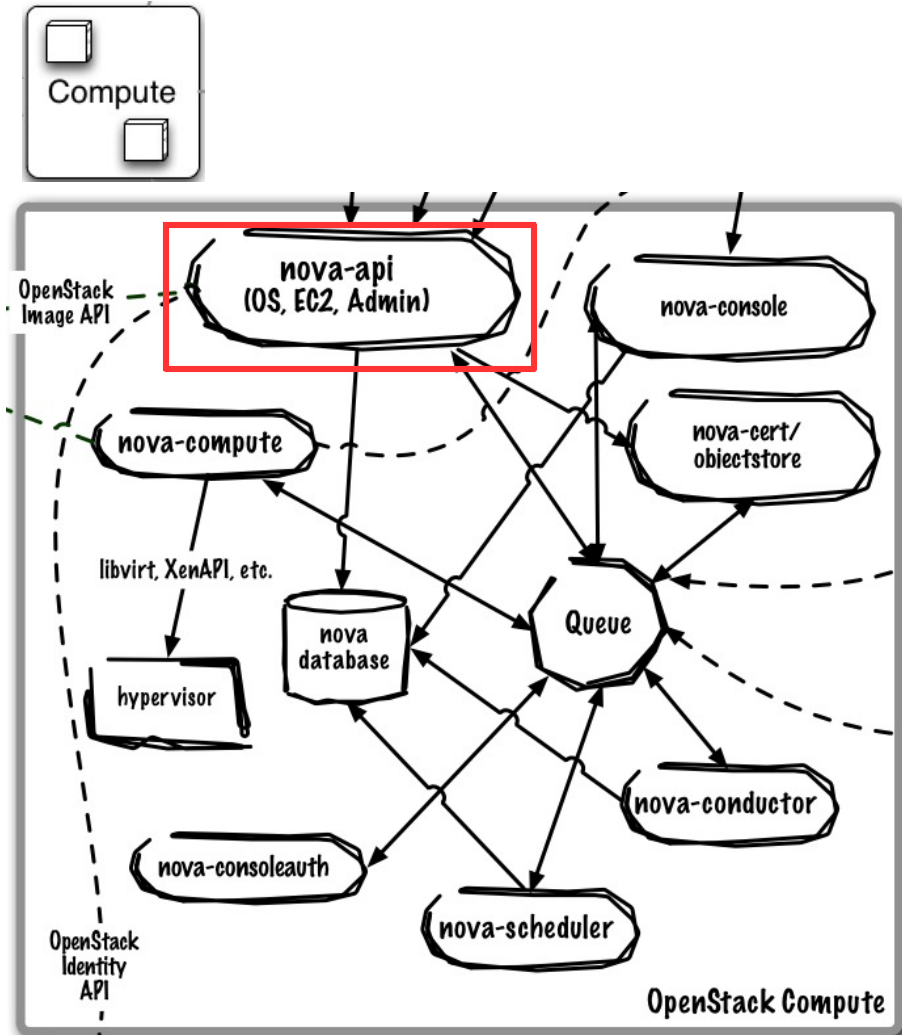 Compute
nova-api
(OS, EC2, Admin)
OpenStack
Image API
nova-console
nova-compute
nova-cert/
obiectstore
libvirt, XenAPI, etc.
nova
database
Queue
hypervisor
nova-conductor
nova-consoleauth
nova-scheduler
OpenStack
Identity
API
OpenStack Compute